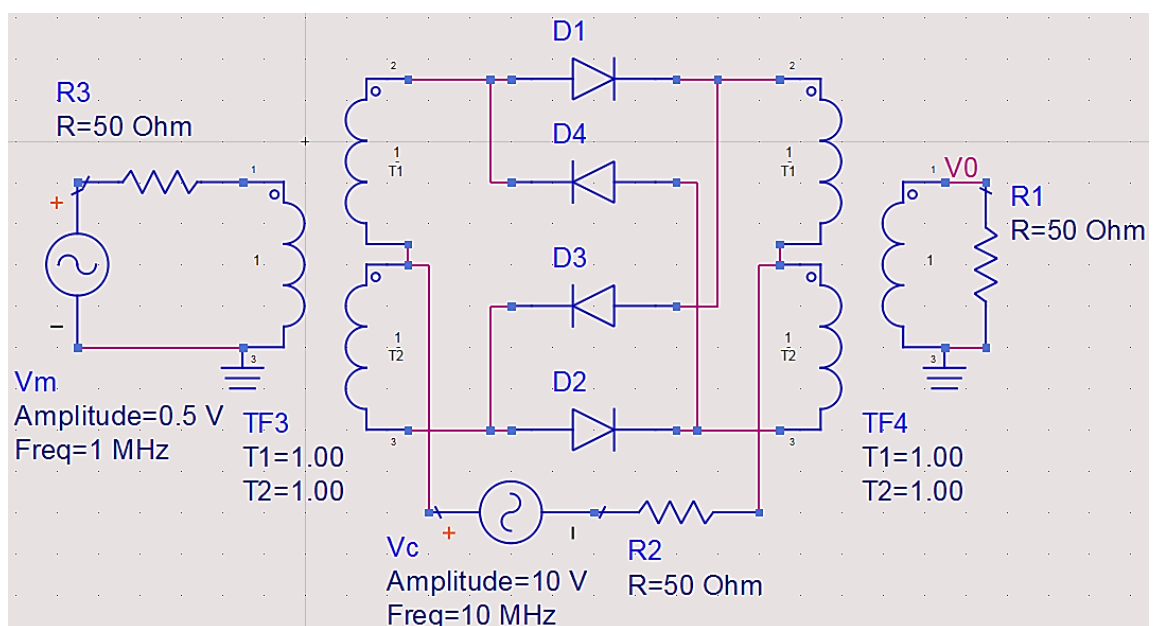 D1
2
2
R3
R=50 Ohm
D4
1
T1
1
T1
1
1
V0
R1
R=50 Ohm
+
D3
1
1
−
1
T2
1
T2
3
3
D2
Vm
Amplitude=0.5 V
Freq=1 MHz
TF3
T1=1.00
T2=1.00
3
3
TF4
T1=1.00
T2=1.00
+
−
Vc
Amplitude=10 V
Freq=10 MHz
R2
R=50 Ohm